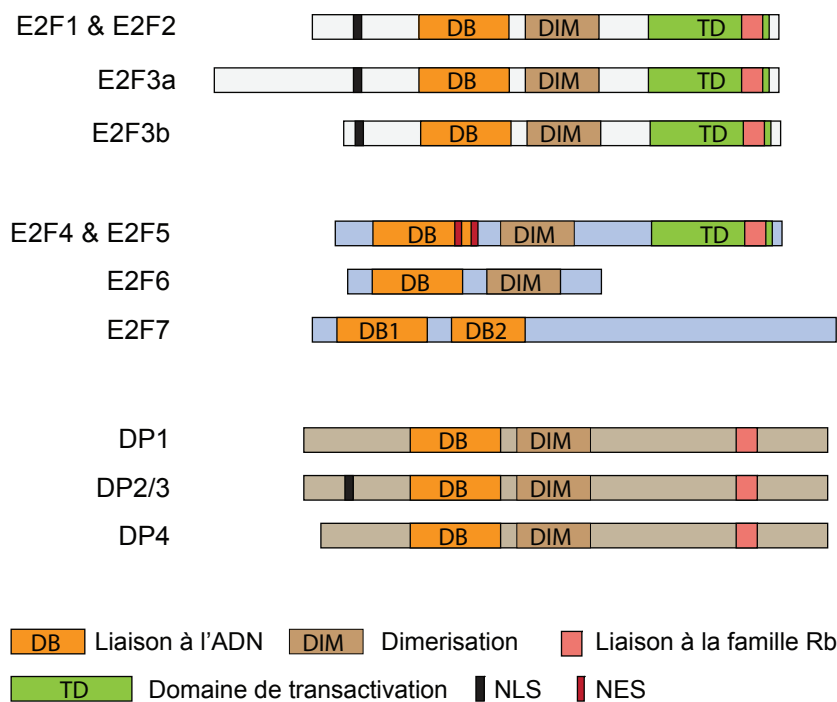 E2F1 & E2F2 DB DIM TD
E2F3a DB DIM TD
E2F3b DB DIM TD
E2F4 & E2F5 DB DIM TD
E2F6 DB DIM
E2F7 DB1 DB2
DP1 DB DIM
DP2/3 DB DIM
DP4 DB DIM
DB Liaison à l'ADN DIM Dimerisation Liaison à la famille Rb
TD Domaine de transactivation NLS NES